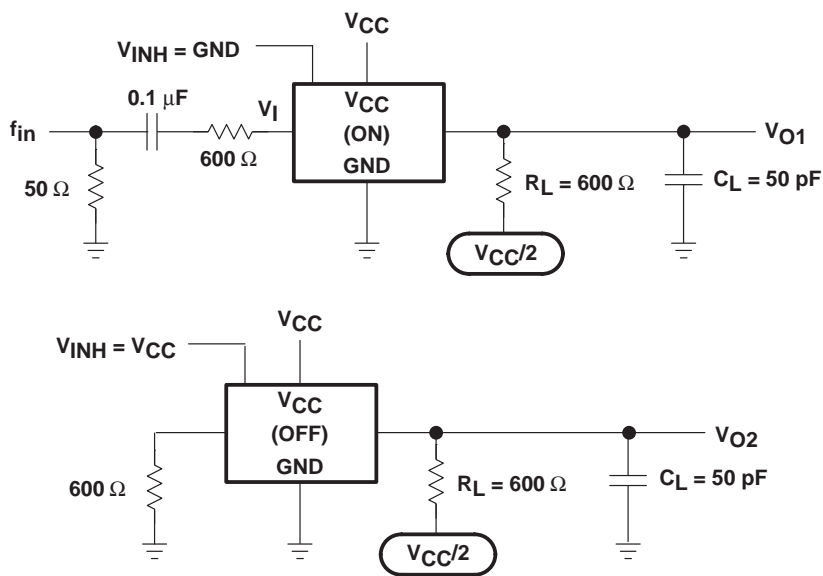 VCC
VINH = GND
0.1 μF
VI
VCC
(ON)
GND
fin
600 Ω
50 Ω
VO1
RL = 600 Ω
CL = 50 pF
VCC/2
VCC
VINH = VCC
VCC
(OFF)
GND
VO2
600 Ω
RL = 600 Ω
CL = 50 pF
VCC/2